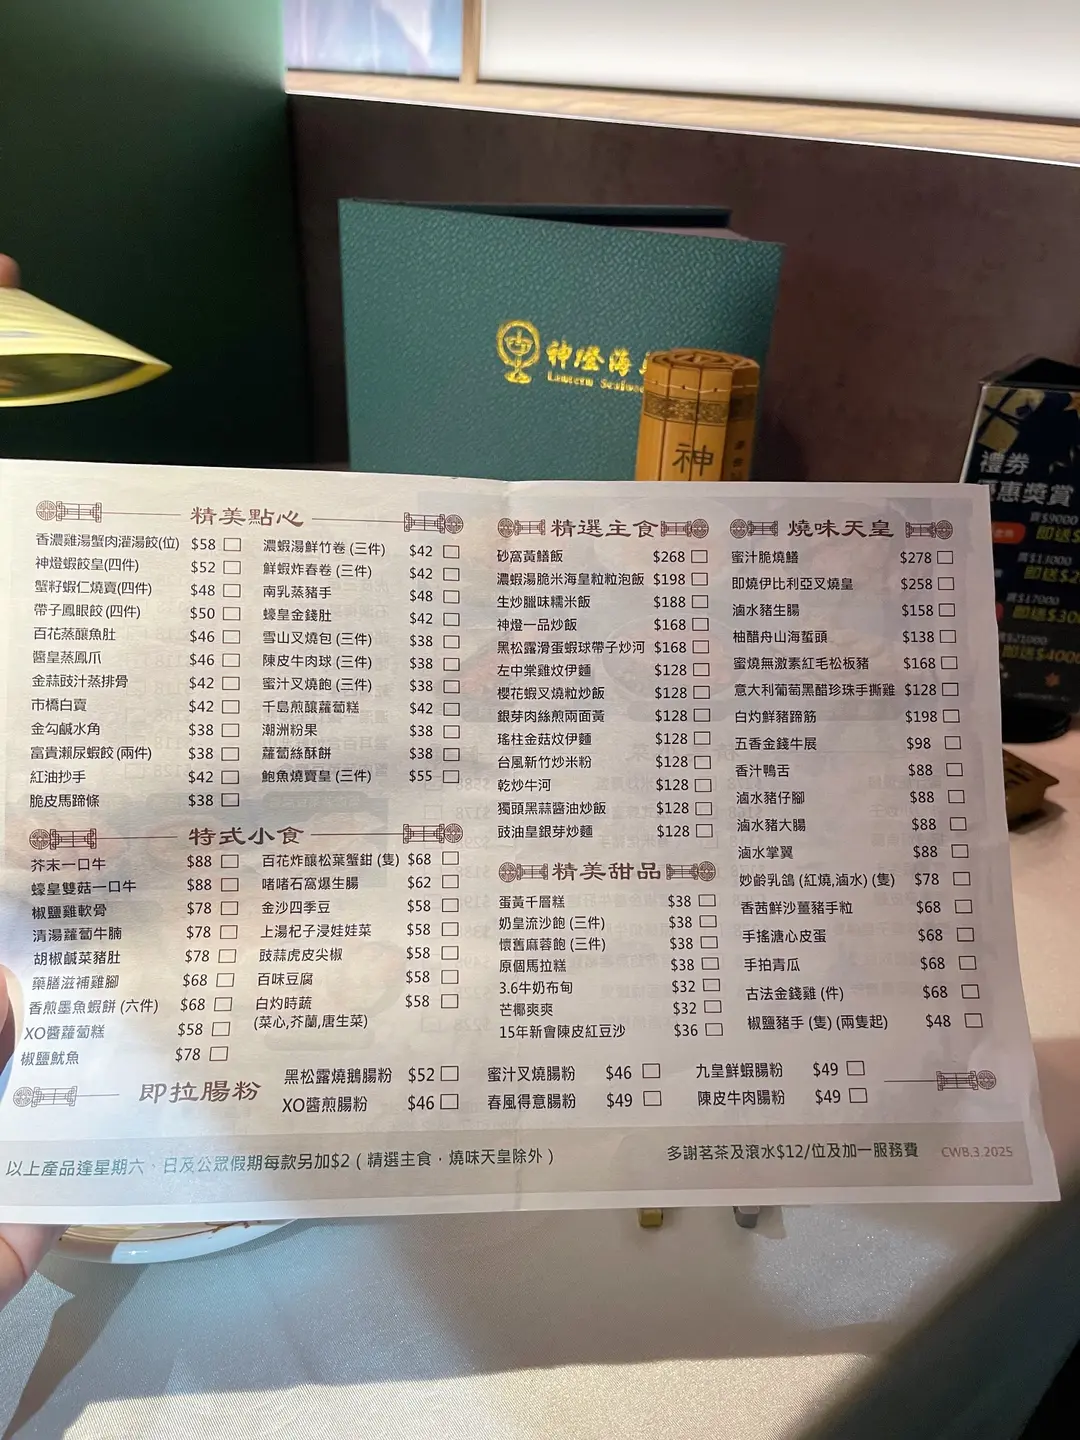 神燈海
Lantern Seafood
神
禮券
惠獎賞
買$9000
即送$
買$13000
即送$2
買$17000
即送$30
買$21000
即送$4000
精美點心
香濃雞湯蟹肉灌湯餃(位) $58
神燈蝦餃皇(四件) $52
蟹籽蝦仁燒賣(四件) $48
帶子鳳眼餃(四件) $50
百花蒸釀魚肚 $46
醬皇蒸鳳爪 $46
金蒜豉汁蒸排骨 $42
市橋白賣 $42
金勾鹹水角 $38
富貴瀨尿蝦餃(兩件) $38
紅油抄手 $42
脆皮馬蹄條 $38
濃蝦湯鮮竹卷(三件) $42
鮮蝦炸春卷(三件) $42
南乳蒸豬手 $48
蠔皇金錢肚 $42
雪山叉燒包(三件) $38
陳皮牛肉球(三件) $38
蜜汁叉燒飽(三件) $38
千島煎釀蘿蔔糕 $42
潮洲粉果 $38
蘿蔔絲酥餅 $38
鮑魚燒賣皇(三件) $55
特式小食
芥末一口牛 $88
蠔皇雙菇一口牛 $88
椒鹽雞軟骨 $78
清湯蘿蔔牛腩 $78
胡椒鹹菜豬肚 $78
藥膳滋補雞腳 $68
香煎墨魚蝦餅(六件) $68
XO醬蘿蔔糕 $58
椒鹽魷魚 $78
百花炸釀松葉蟹鉗(隻) $68
啫啫石窩爆生腸 $62
金沙四季豆 $58
上湯杞子浸娃娃菜 $58
豉蒜虎皮尖椒 $58
百味豆腐 $58
白灼時蔬 $58
(菜心,芥蘭,唐生菜)
精選主食
砂窩黃鱔飯 $268
濃蝦湯脆米海皇粒粒泡飯 $198
生炒臘味糯米飯 $188
神燈一品炒飯 $168
黑松露滑蛋蝦球帶子炒河 $168
左中棠雞炆伊麵 $128
櫻花蝦叉燒粒炒飯 $128
銀芽肉絲煎兩面黃 $128
瑤柱金菇炆伊麵 $128
台風新竹炒米粉 $128
乾炒牛河 $128
獨頭黑蒜醬油炒飯 $128
豉油皇銀芽炒麵 $128
精美甜品
蛋黃千層糕 $38
奶皇流沙飽(三件) $38
懷舊麻蓉飽(三件) $38
原個馬拉糕 $38
3.6牛奶布甸 $32
芒椰爽爽 $32
15年新會陳皮紅豆沙 $36
燒味天皇
蜜汁脆燒鱔 $278
即燒伊比利亞叉燒皇 $258
滷水豬生腸 $158
柚醋舟山海蜇頭 $138
蜜燒無激素紅毛松板豬 $168
意大利葡萄黑醋珍珠手撕雞 $128
白灼鮮豬蹄筋 $198
五香金錢牛展 $98
香汁鴨舌 $88
滷水豬仔腳 $88
滷水豬大腸 $88
滷水掌翼 $88
妙齡乳鴿(紅燒,滷水)(隻) $78
香茜鮮沙薑豬手粒 $68
手搖溏心皮蛋 $68
手拍青瓜 $68
古法金錢雞(件) $68
椒鹽豬手(隻)(兩隻起) $48
即拉腸粉
黑松露燒鵝腸粉 $52
XO醬煎腸粉 $46
蜜汁叉燒腸粉 $46
春風得意腸粉 $49
九皇鮮蝦腸粉 $49
陳皮牛肉腸粉 $49
以上產品逢星期六、日及公眾假期每款另加$2(精選主食,燒味天皇除外)
多謝茗茶及滾水$12/位及加一服務費
CWB.3.2025